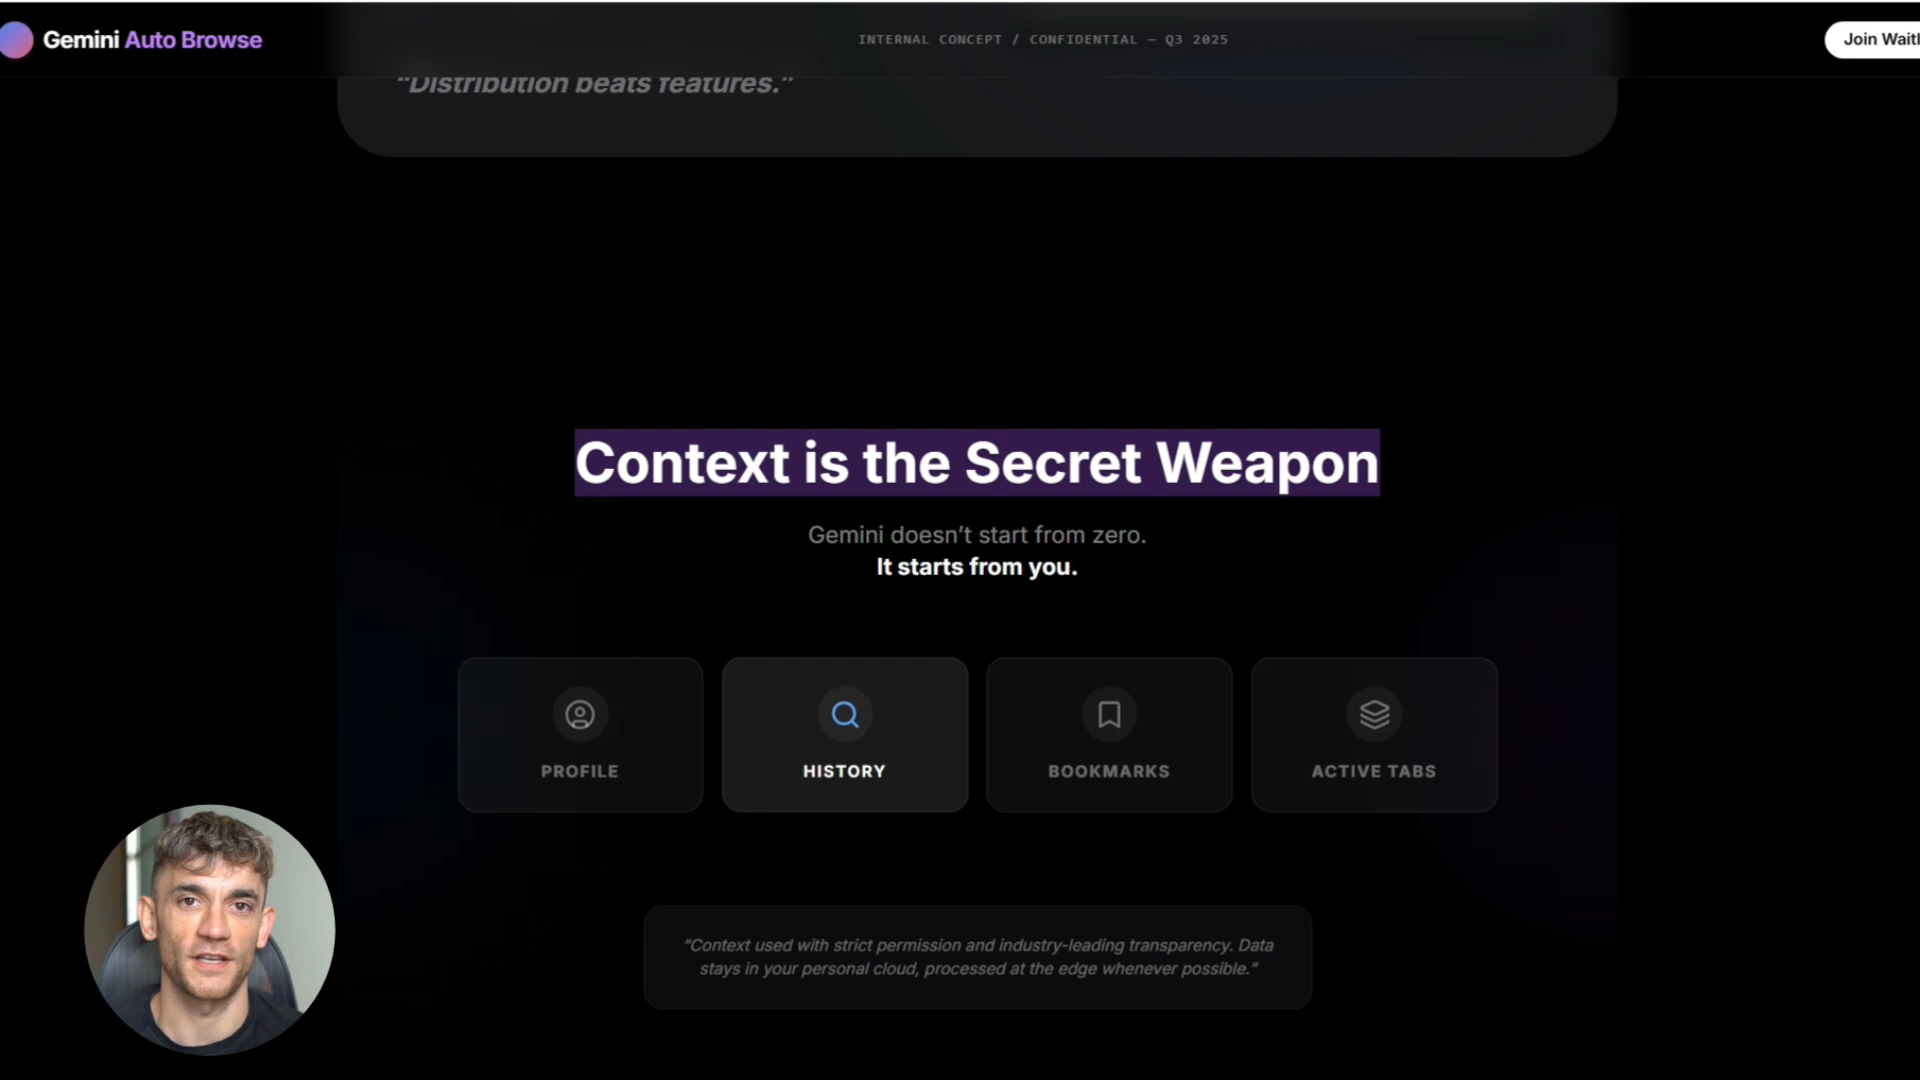 Gemini Auto Browse
INTERNAL CONCEPT / CONFIDENTIAL — Q3 2025
Join Waitl
“Distribution beats features.”
Context is the Secret Weapon
Gemini doesn’t start from zero.
It starts from you.
PROFILE
HISTORY
BOOKMARKS
ACTIVE TABS
“Context used with strict permission and industry-leading transparency. Data
stays in your personal cloud, processed at the edge whenever possible.”